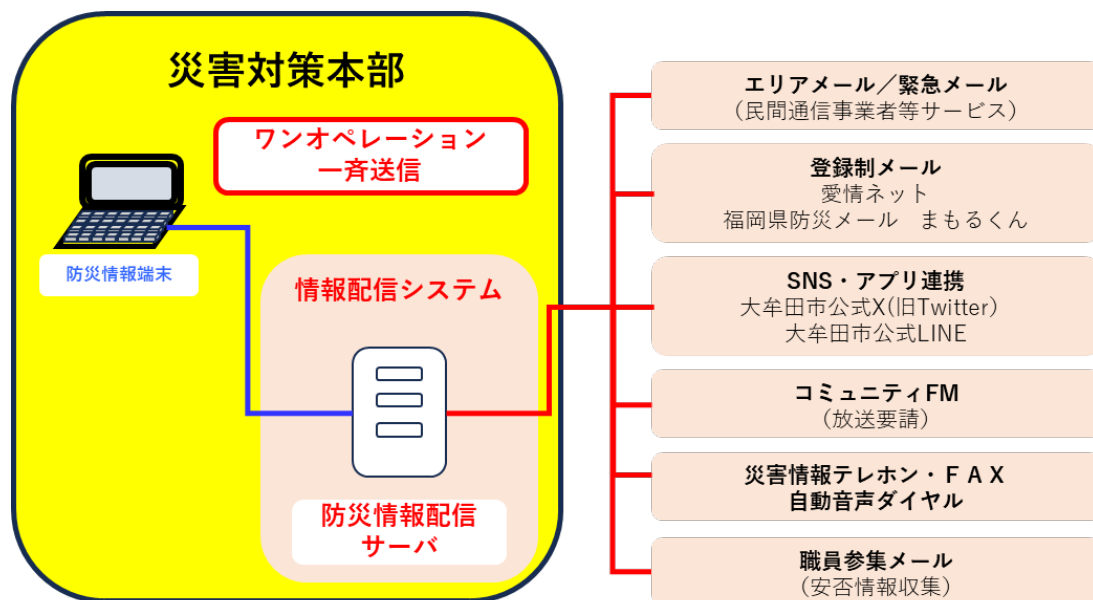 災害対策本部
ワンオペレーション
一斉送信
防災情報端末
情報配信システム
防災情報配信
サーバ
エリアメール／緊急メール
（民間通信事業者等サービス）
登録制メール
愛情ネット
福岡県防災メール　まもるくん
SNS・アプリ連携
大牟田市公式X(旧Twitter）
大牟田市公式LINE
コミュニティFM
（放送要請）
災害情報テレホン・ＦＡＸ
自動音声ダイヤル
職員参集メール
（安否情報収集）